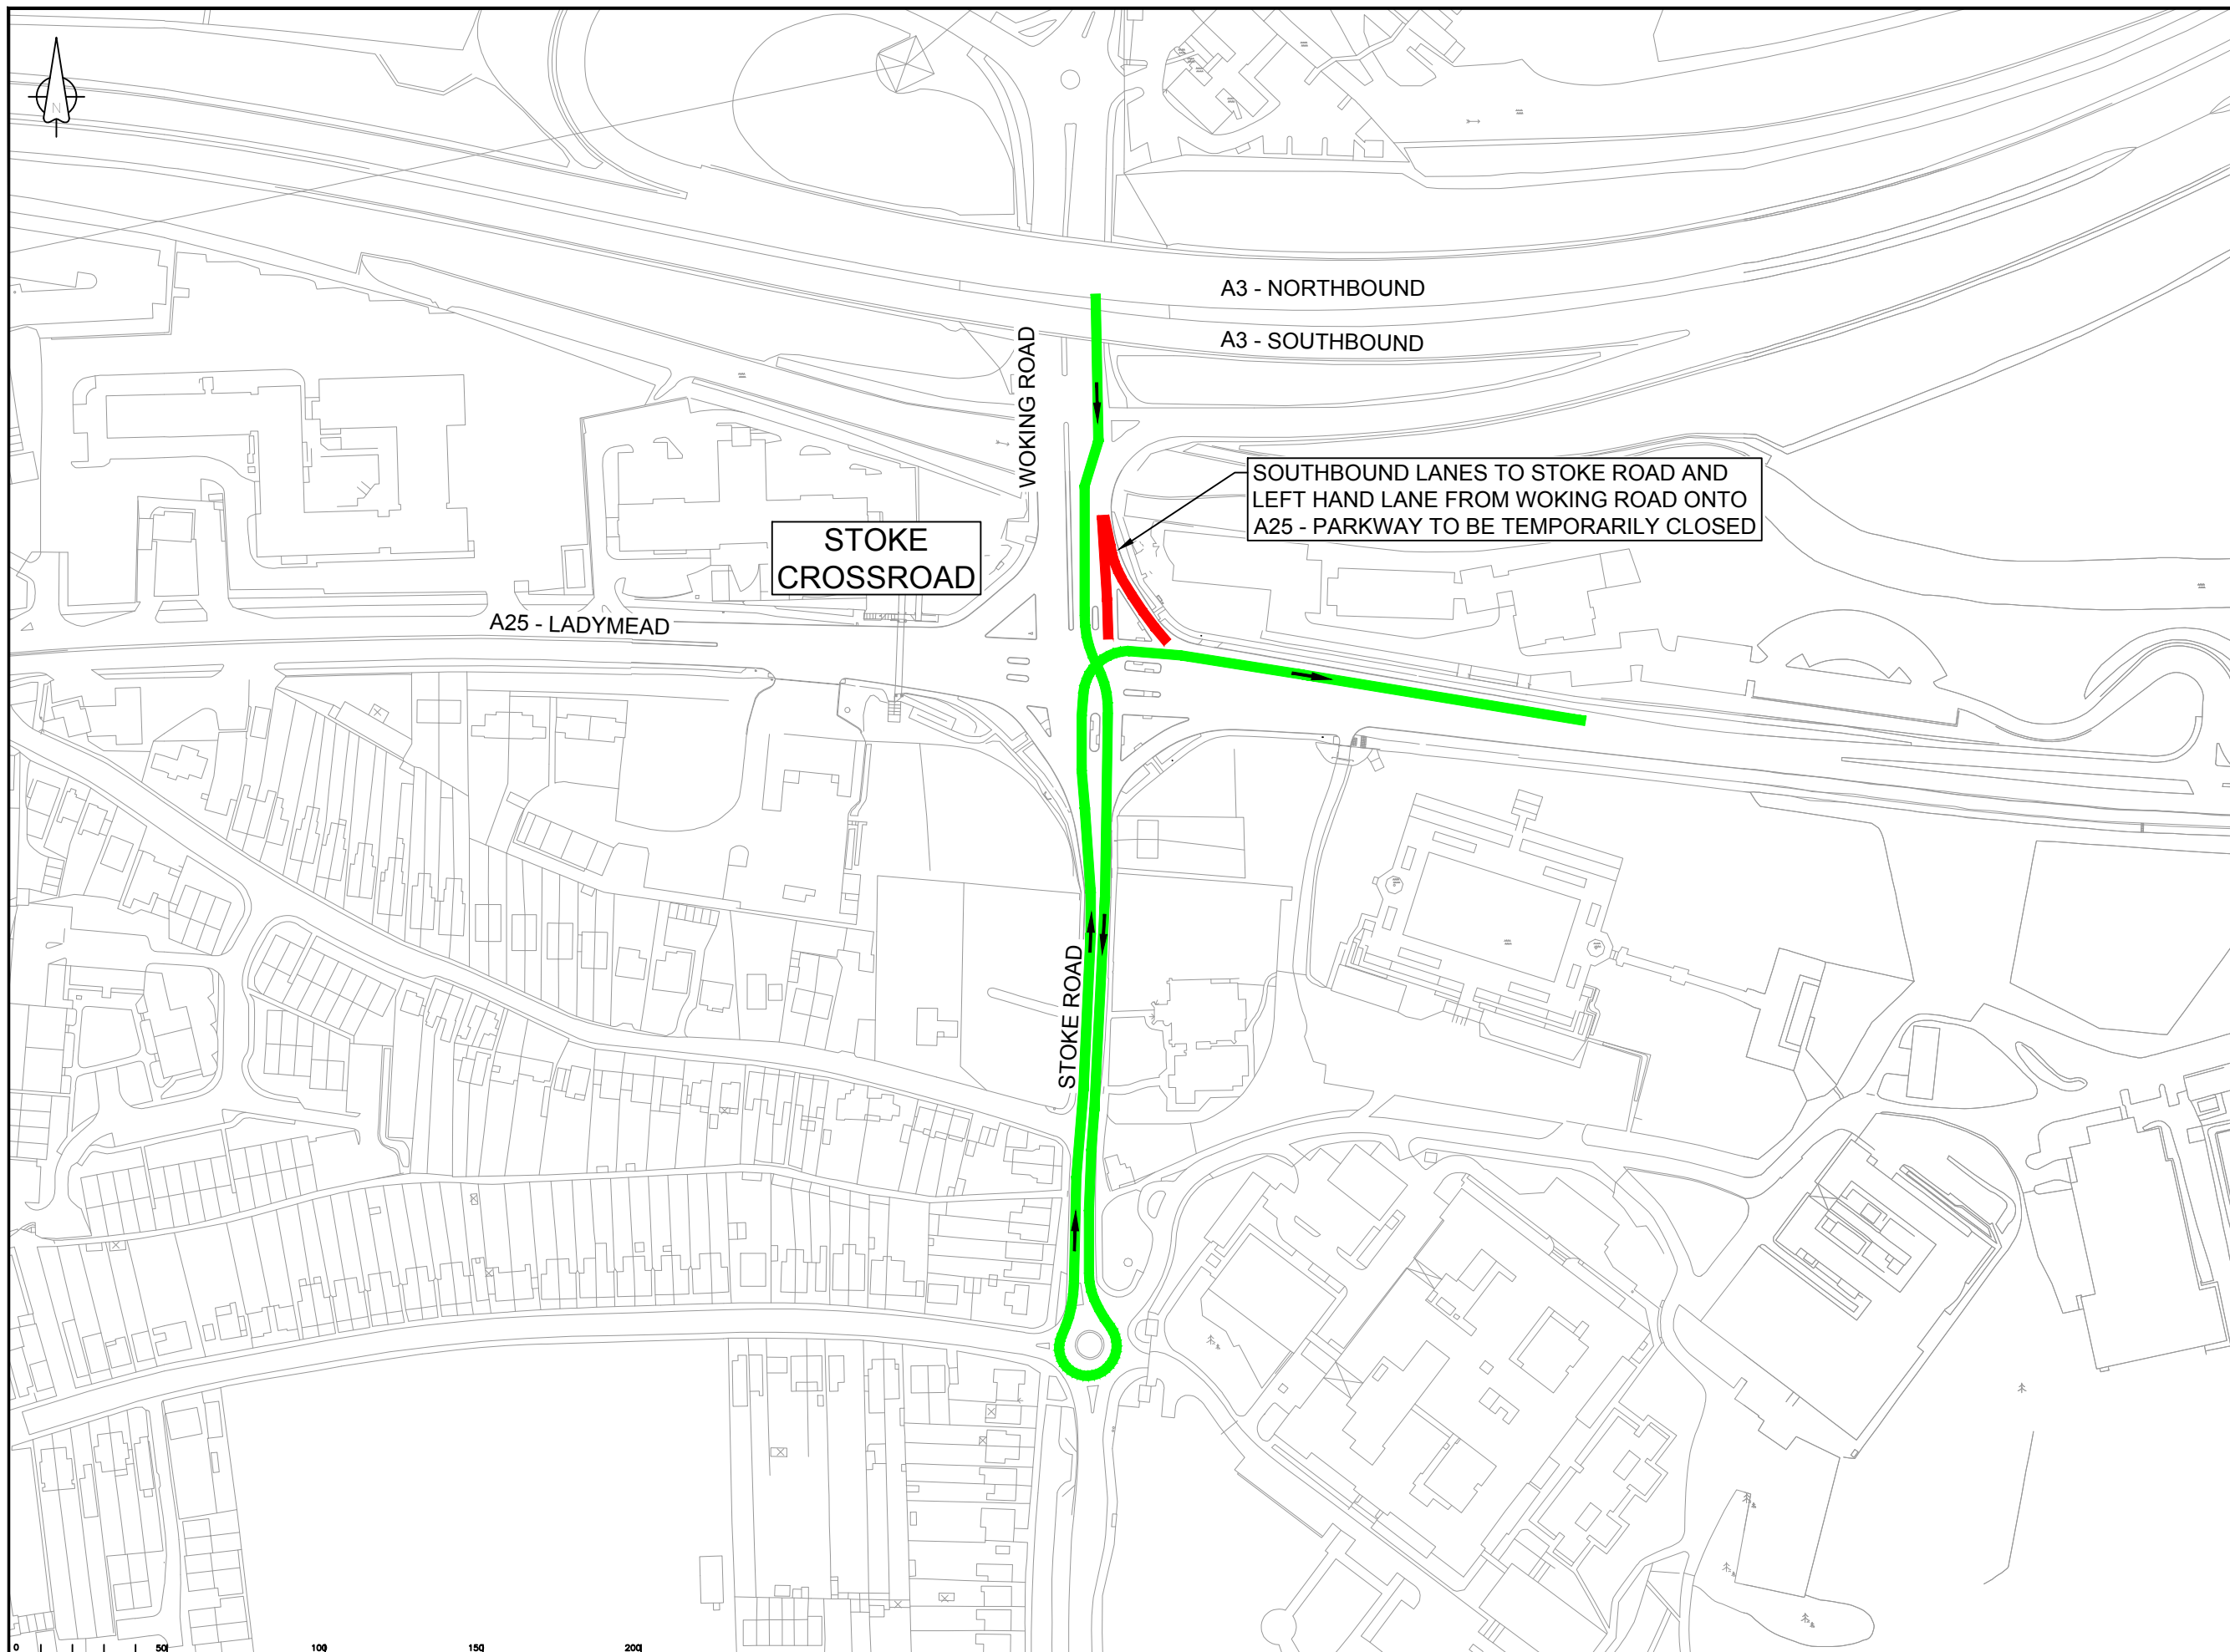 N
A3 - NORTHBOUND
A3 - SOUTHBOUND
WOKING ROAD
SOUTHBOUND LANES TO STOKE ROAD AND
LEFT HAND LANE FROM WOKING ROAD ONTO
A25 - PARKWAY TO BE TEMPORARILY CLOSED
STOKE
CROSSROAD
A25 - LADYMEAD
STOKE ROAD
0 50 100 150 200